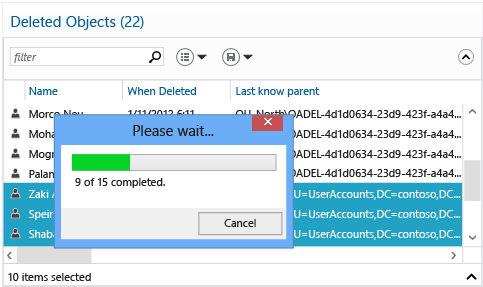 Deleted Objects (22)
filter
Name When Deleted Last know parent
Morco Neu 1/11/2012 6:11 OU-North\0ADEL-4d1d0634-23d9-423f-a4a4...
Moha 0ADEL-4d1d0634-23d9-423f-a4a4...
Mogr 0ADEL-4d1d0634-23d9-423f-a4a4...
Palan 0ADEL-4d1d0634-23d9-423f-a4a4...
Zaki U=UserAccounts,DC=contoso,DC...
Speir U=UserAccounts,DC=contoso,DC...
Shaba U=UserAccounts,DC=contoso,DC...
Please wait...
9 of 15 completed.
Cancel
10 items selected